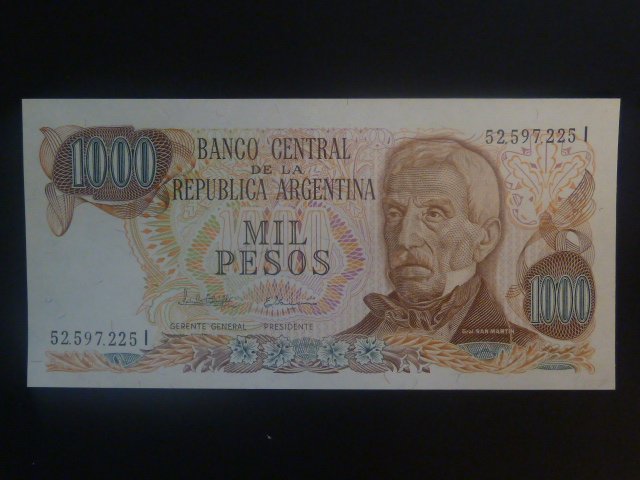 52.597.225 I
1000
BANCO CENTRAL
DE LA
REPUBLICA ARGENTINA
MIL
PESOS
1000
GERENTE GENERAL PRESIDENTE
Gral. SAN MARTIN
52.597.225 I